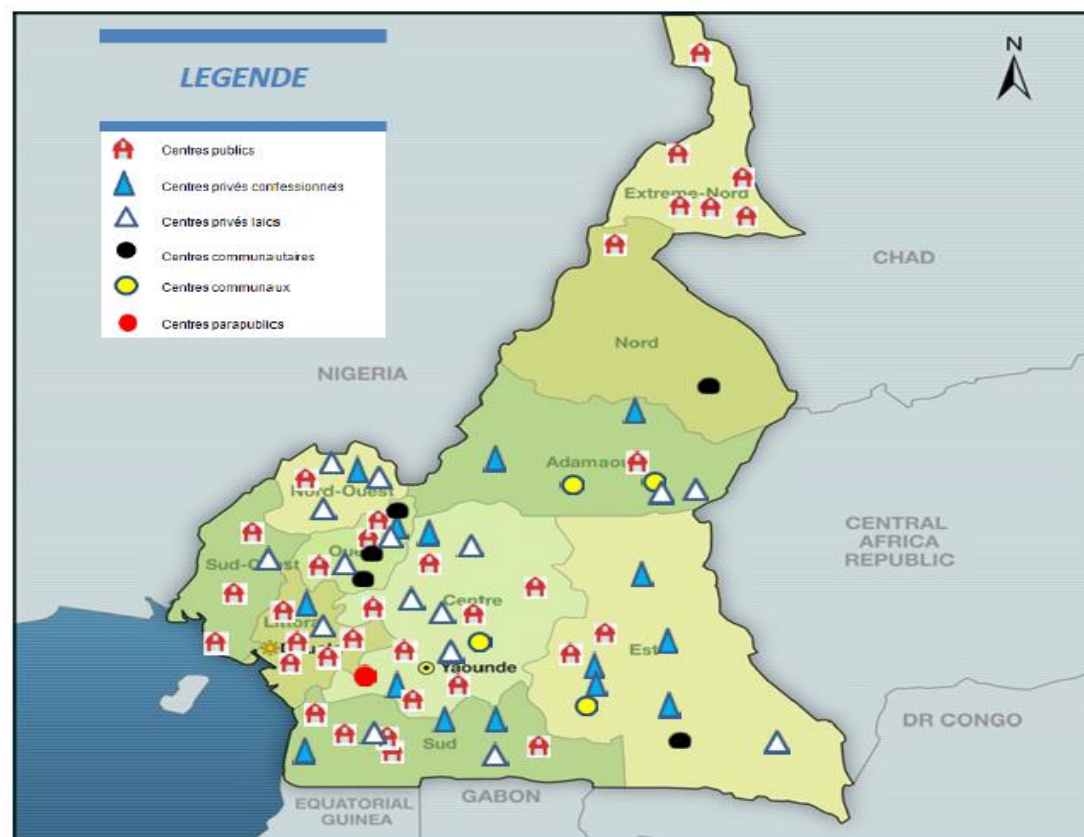 LEGENDE
Centres publics
Centres privés confessionnels
Centres privés laïcs
Centres communautaires
Centres communaux
Centres parapublics
N
Extreme-Nord
CHAD
Nord
NIGERIA
Adamaoua
Nord-Ouest
CENTRAL
AFRICA
REPUBLIC
Sud-Ouest
Ouest
Centre
Littoral
Douala
Est
Yaounde
DR CONGO
Sud
EQUATORIAL
GUINEA
GABON